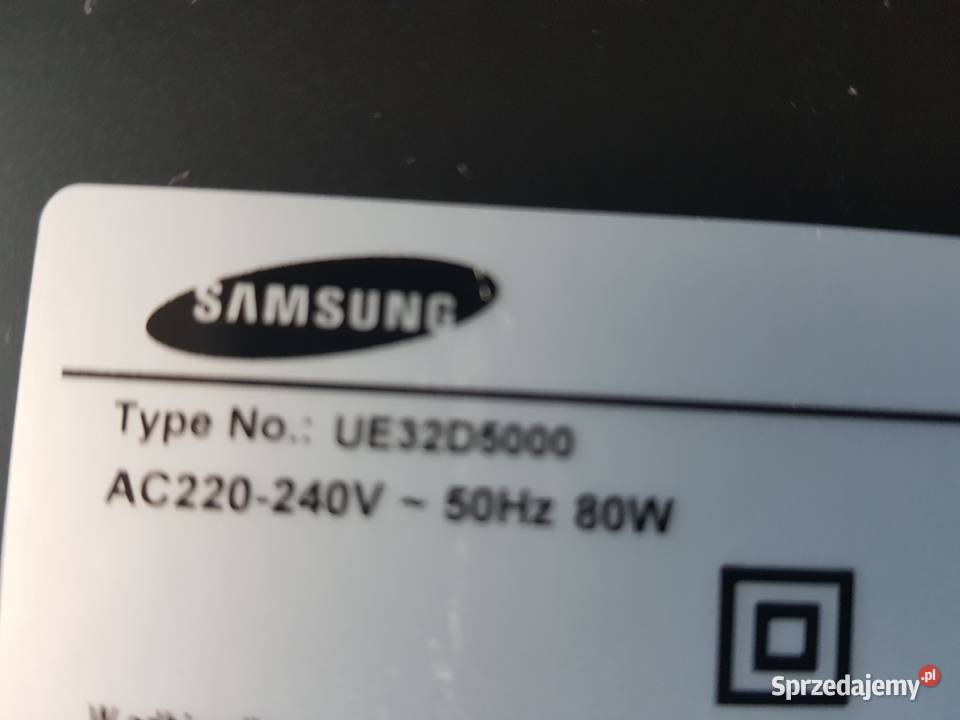 SAMSUNG
Type No.: UE32D5000
AC220-240V ~ 50Hz 80W
Sprzedajemy.pl